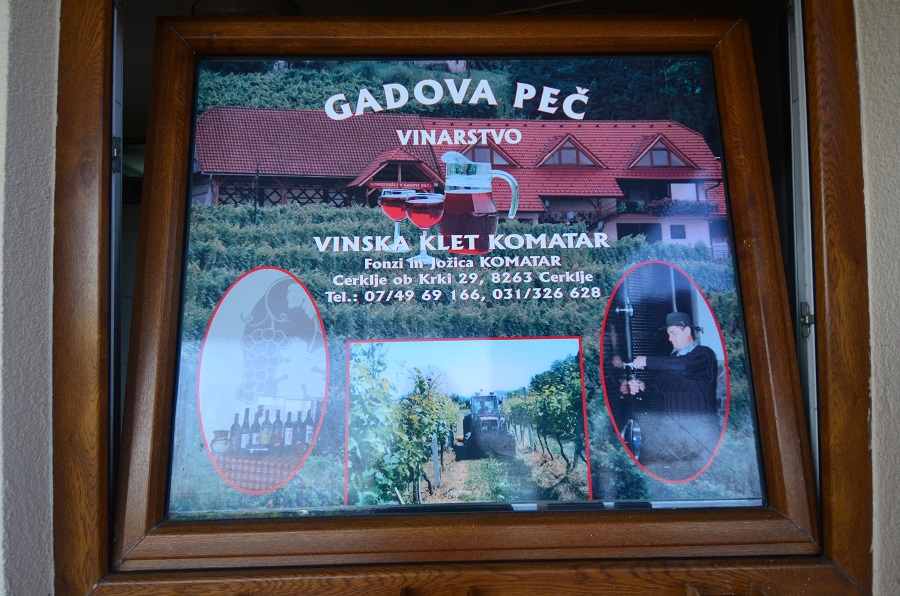 GADOVA PEČ
VINARSTVO
VINSKA KLET KOMATAR
Fonzi in Jožica KOMATAR
Cerklje ob Krki 29, 8263 Cerklje
Tel.: 07/49 69 166, 031/326 628